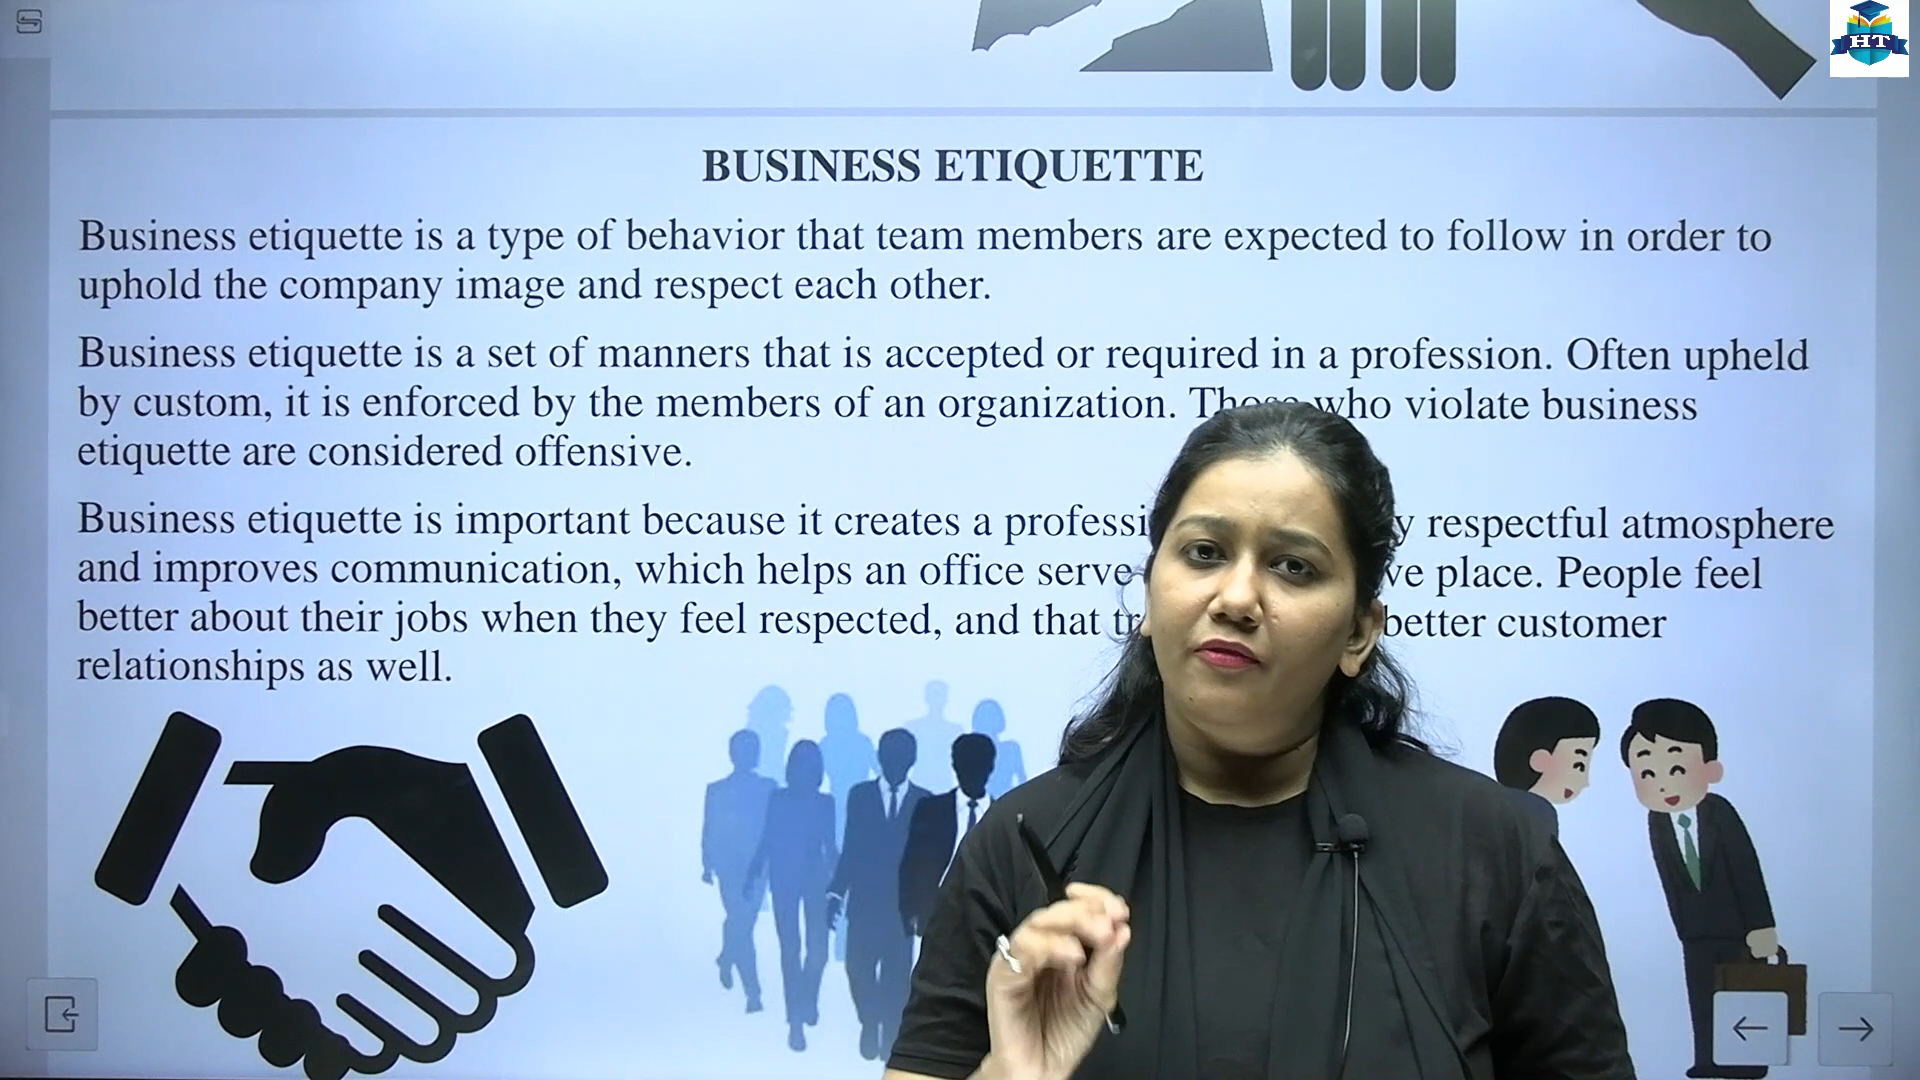 HT
BUSINESS ETIQUETTE
Business etiquette is a type of behavior that team members are expected to follow in order to
uphold the company image and respect each other.
Business etiquette is a set of manners that is accepted or required in a profession. Often upheld
by custom, it is enforced by the members of an organization. Those who violate business
etiquette are considered offensive.
Business etiquette is important because it creates a respectful atmosphere
and improves communication, which helps an office serve place. People feel
better about their jobs when they feel respected, and that better customer
relationships as well.